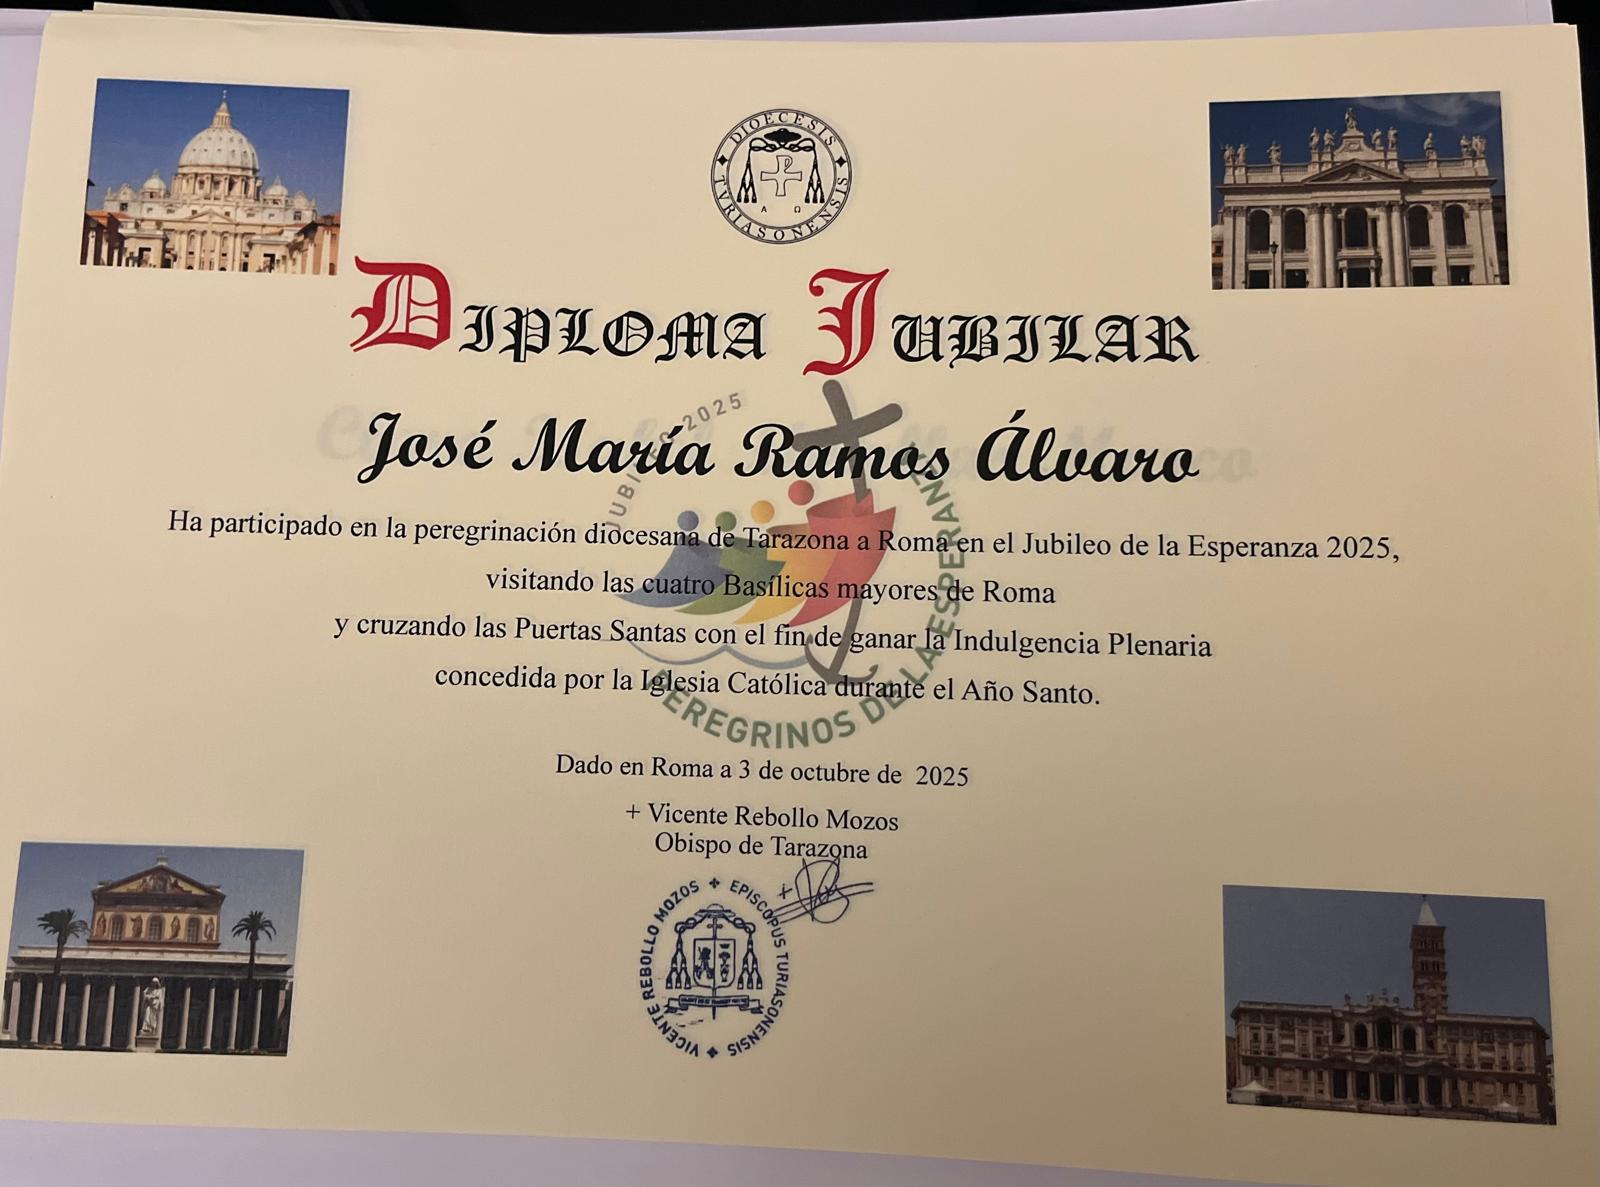 DIOECESIS TVRIASONENSIS
Α Ω
DIPLOMA JUBILAR
José María Ramos Álvaro
Ha participado en la peregrinación diocesana de Tarazona a Roma en el Jubileo de la Esperanza 2025,
visitando las cuatro Basílicas mayores de Roma
y cruzando las Puertas Santas con el fin de ganar la Indulgencia Plenaria
concedida por la Iglesia Católica durante el Año Santo.
JUBILEO 2025
PEREGRINOS DE LA ESPERANZA
Dado en Roma a 3 de octubre de 2025
+ Vicente Rebollo Mozos
Obispo de Tarazona
VICENTE REBOLLO MOZOS + EPISCOPUS TURIASONENSIS +